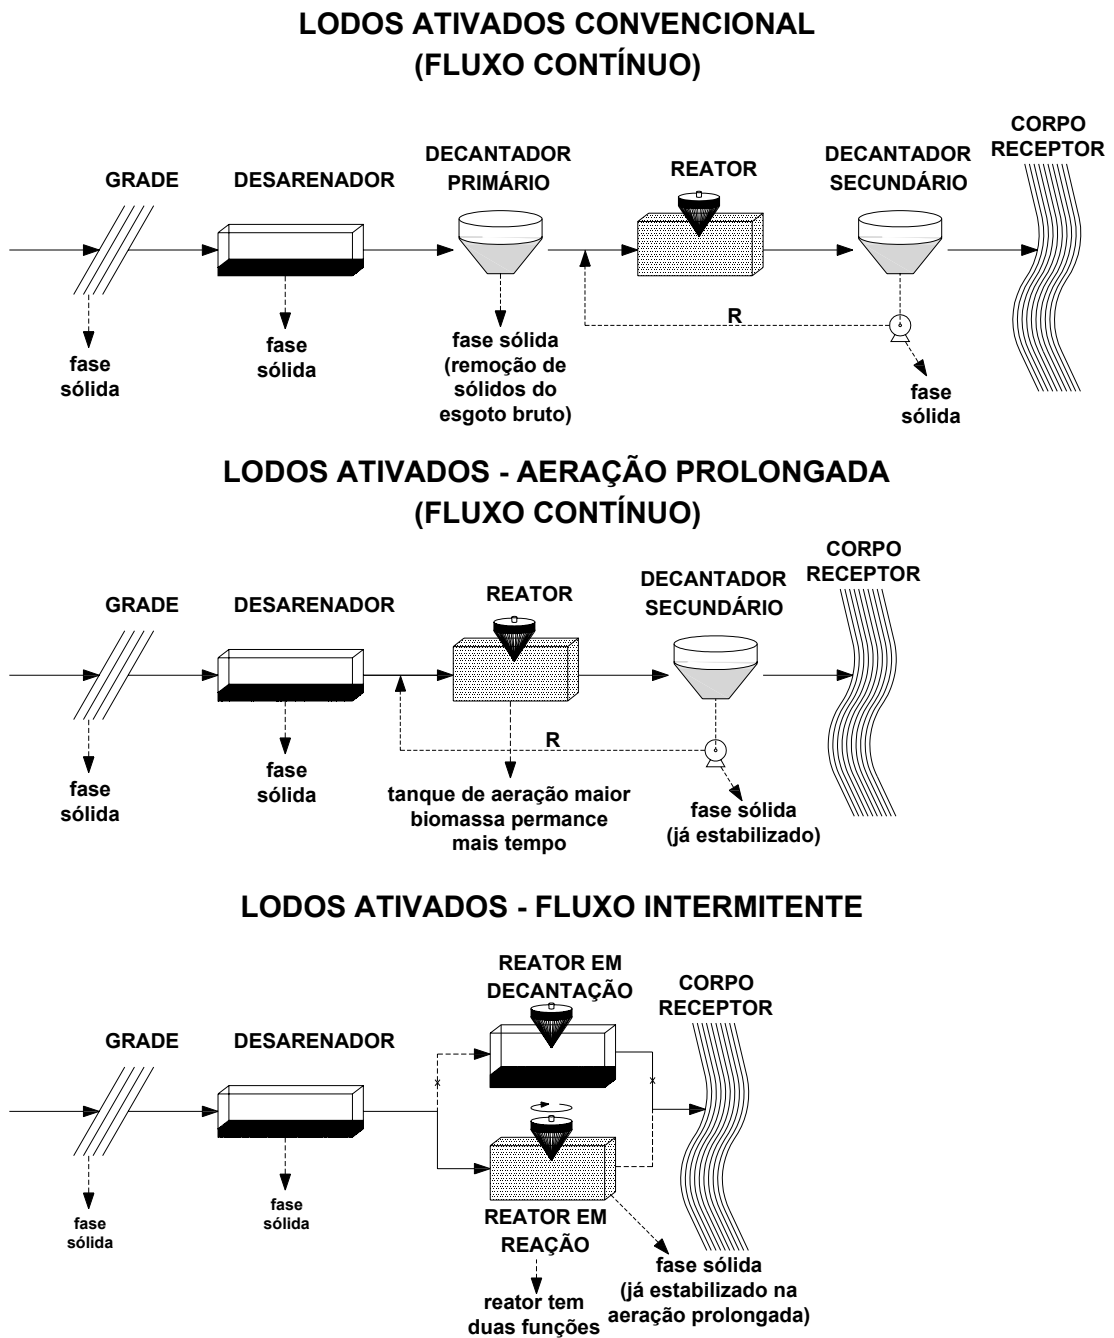 LODOS ATIVADOS CONVENCIONAL
(FLUXO CONTÍNUO)
CORPO
RECEPTOR
GRADE
DESARENADOR
DECANTADOR
PRIMÁRIO
REATOR
DECANTADOR
SECUNDÁRIO
R
fase
sólida
fase
sólida
fase sólida
(remoção de
sólidos do
esgoto bruto)
fase
sólida
LODOS ATIVADOS - AERAÇÃO PROLONGADA
(FLUXO CONTÍNUO)
CORPO
RECEPTOR
GRADE
DESARENADOR
REATOR
DECANTADOR
SECUNDÁRIO
R
fase
sólida
fase
sólida
tanque de aeração maior
biomassa permance
mais tempo
fase sólida
(já estabilizado)
LODOS ATIVADOS - FLUXO INTERMITENTE
REATOR EM
DECANTAÇÃO
CORPO
RECEPTOR
GRADE
DESARENADOR
x
x
fase
sólida
fase
sólida
REATOR EM
REAÇÃO
fase sólida
(já estabilizado na
aeração prolongada)
reator tem
duas funções